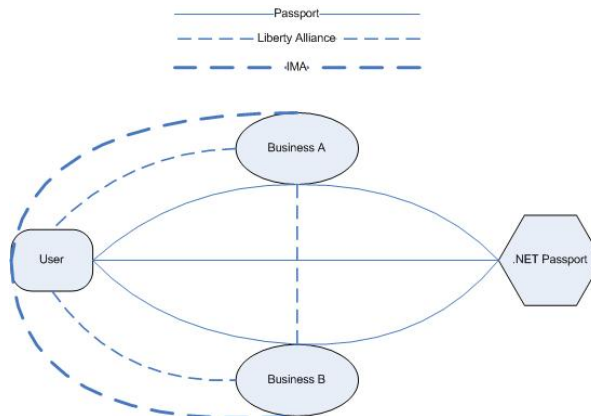 Passport
Liberty Alliance
IMA
Business A
User
.NET Passport
Business B